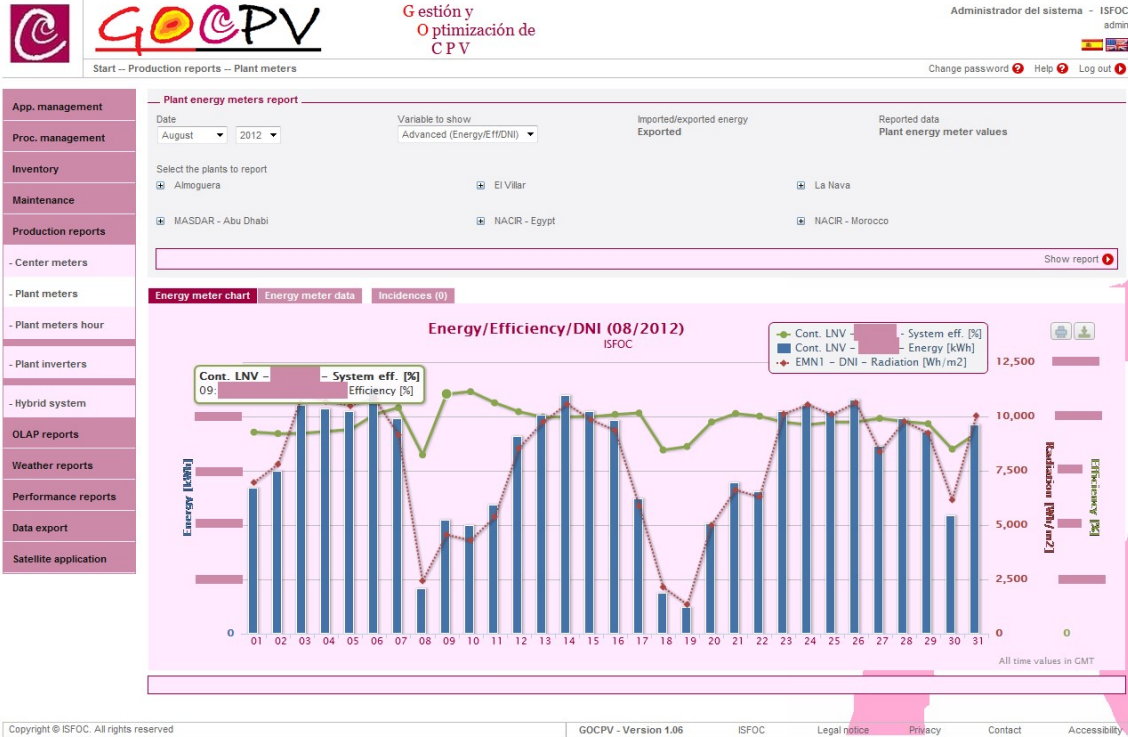 GOCPV
G estión y
O ptimización de
C P V
Administrador del sistema - ISFOC
admin
Start -- Production reports -- Plant meters
Change password ? Help ? Log out
App. management
Proc. management
Inventory
Maintenance
Production reports
- Center meters
- Plant meters
- Plant meters hour
- Plant inverters
- Hybrid system
OLAP reports
Weather reports
Performance reports
Data export
Satellite application
Plant energy meters report
Date
August 2012
Variable to show
Advanced (Energy/Eff/DNI)
Imported/exported energy
Exported
Reported data
Plant energy meter values
Select the plants to report
Almoguera El Villar La Nava
MASDAR - Abu Dhabi NACIR - Egypt NACIR - Morocco
Show report
Energy meter chart Energy meter data Incidences (0)
Energy/Efficiency/DNI (08/2012)
ISFOC
Cont. LNV - - System eff. [%]
Cont. LNV - - Energy [kWh]
EMN1 - DNI - Radiation [Wh/m2]
Cont. LNV - - System eff. [%]
09: Efficiency [%]
Energy [kWh]
0
12,500
10,000
7,500
5,000
2,500
0
Radiation [Wh/m2]
Efficiency [%]
0
01 02 03 04 05 06 07 08 09 10 11 12 13 14 15 16 17 18 19 20 21 22 23 24 25 26 27 28 29 30 31
All time values in GMT
Copyright © ISFOC. All rights reserved
GOCPV - Version 1.06 ISFOC Legal notice Privacy Contact Accessibility